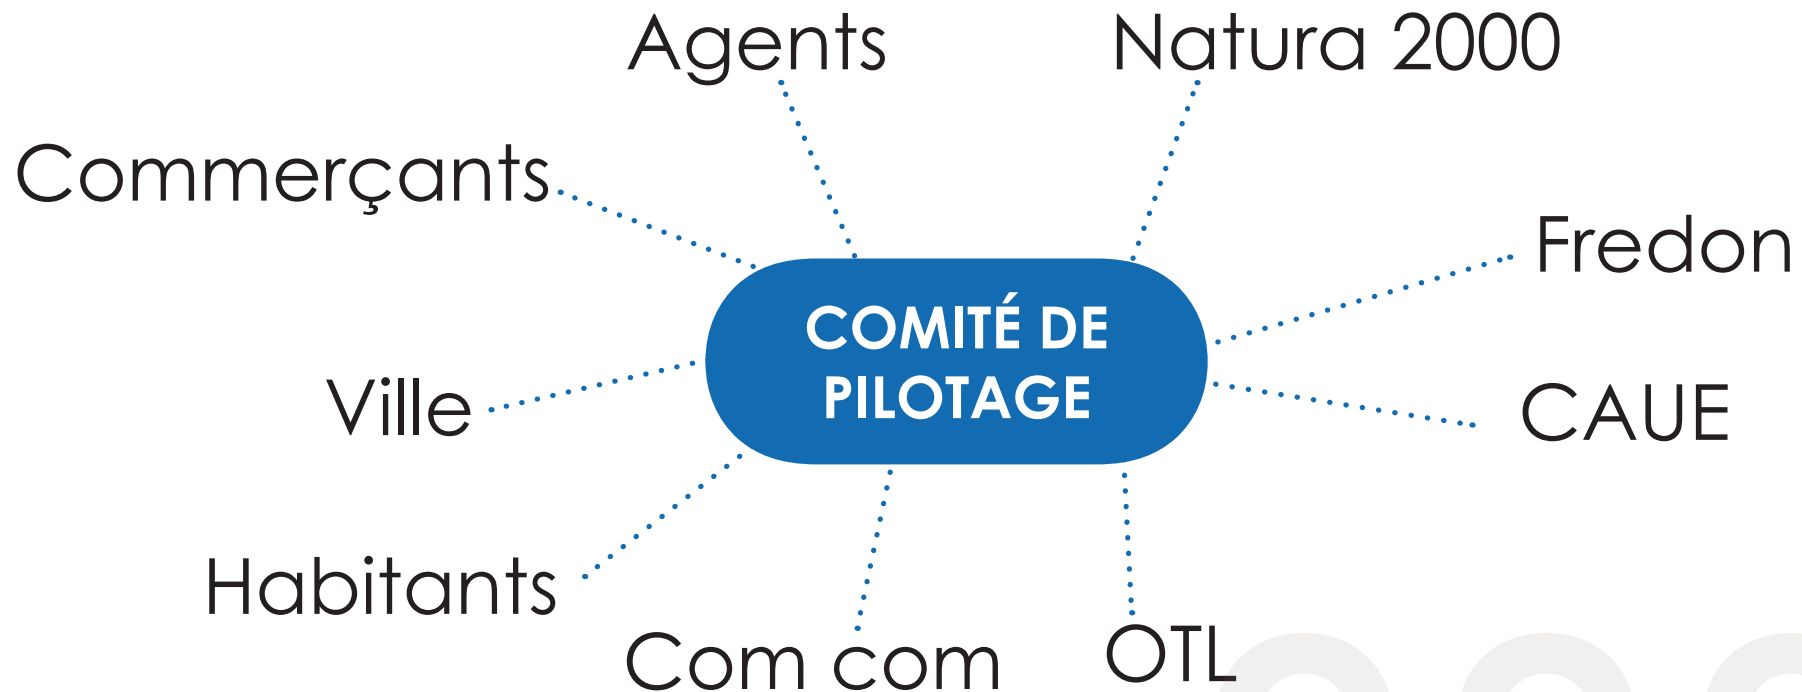 Agents
Natura 2000
Commerçants
Fredon
COMITÉ DE
PILOTAGE
Ville
CAUE
Habitants
Com com
OTL